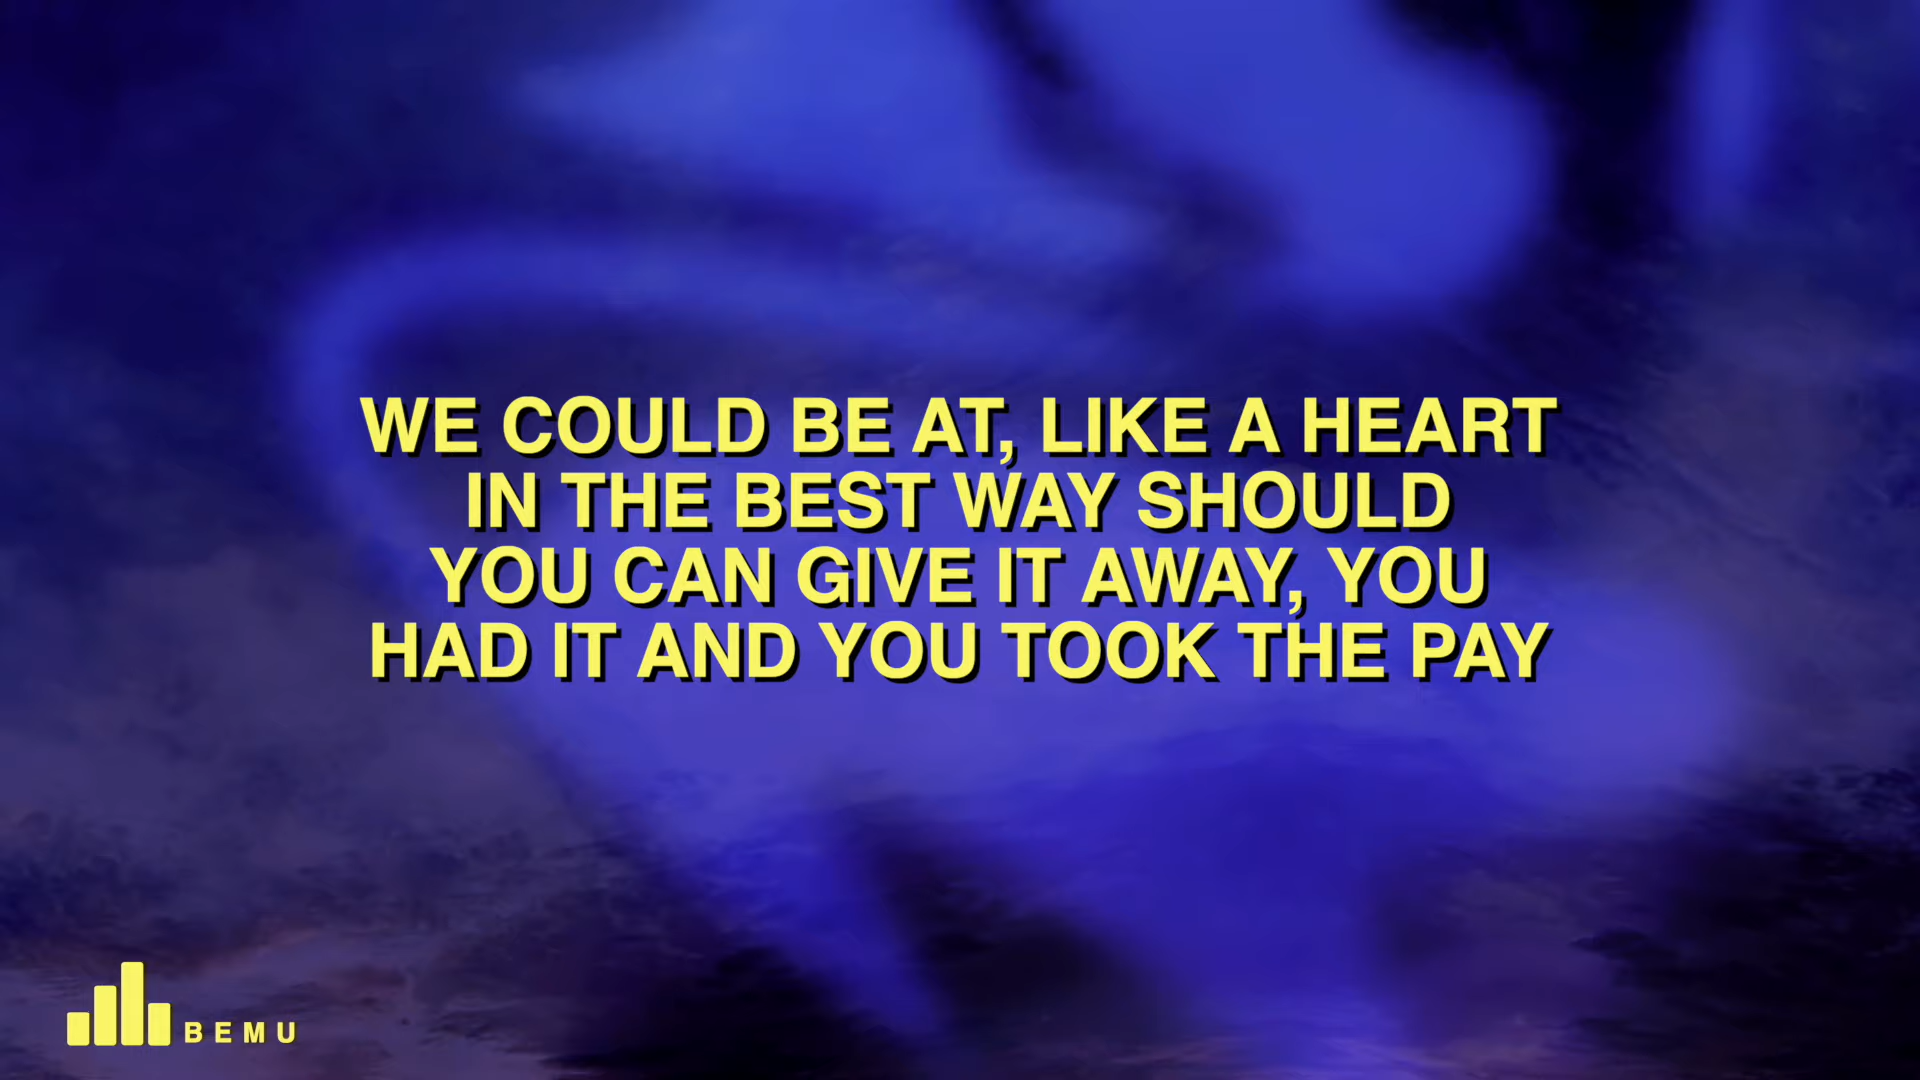 WE COULD BE AT, LIKE A HEART
IN THE BEST WAY SHOULD
YOU CAN GIVE IT AWAY, YOU
HAD IT AND YOU TOOK THE PAY
BEMU